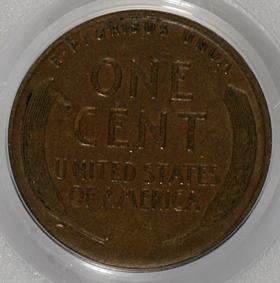 E·PLURIBUS·UNUM
ONE
CENT
UNITED STATES
OF AMERICA